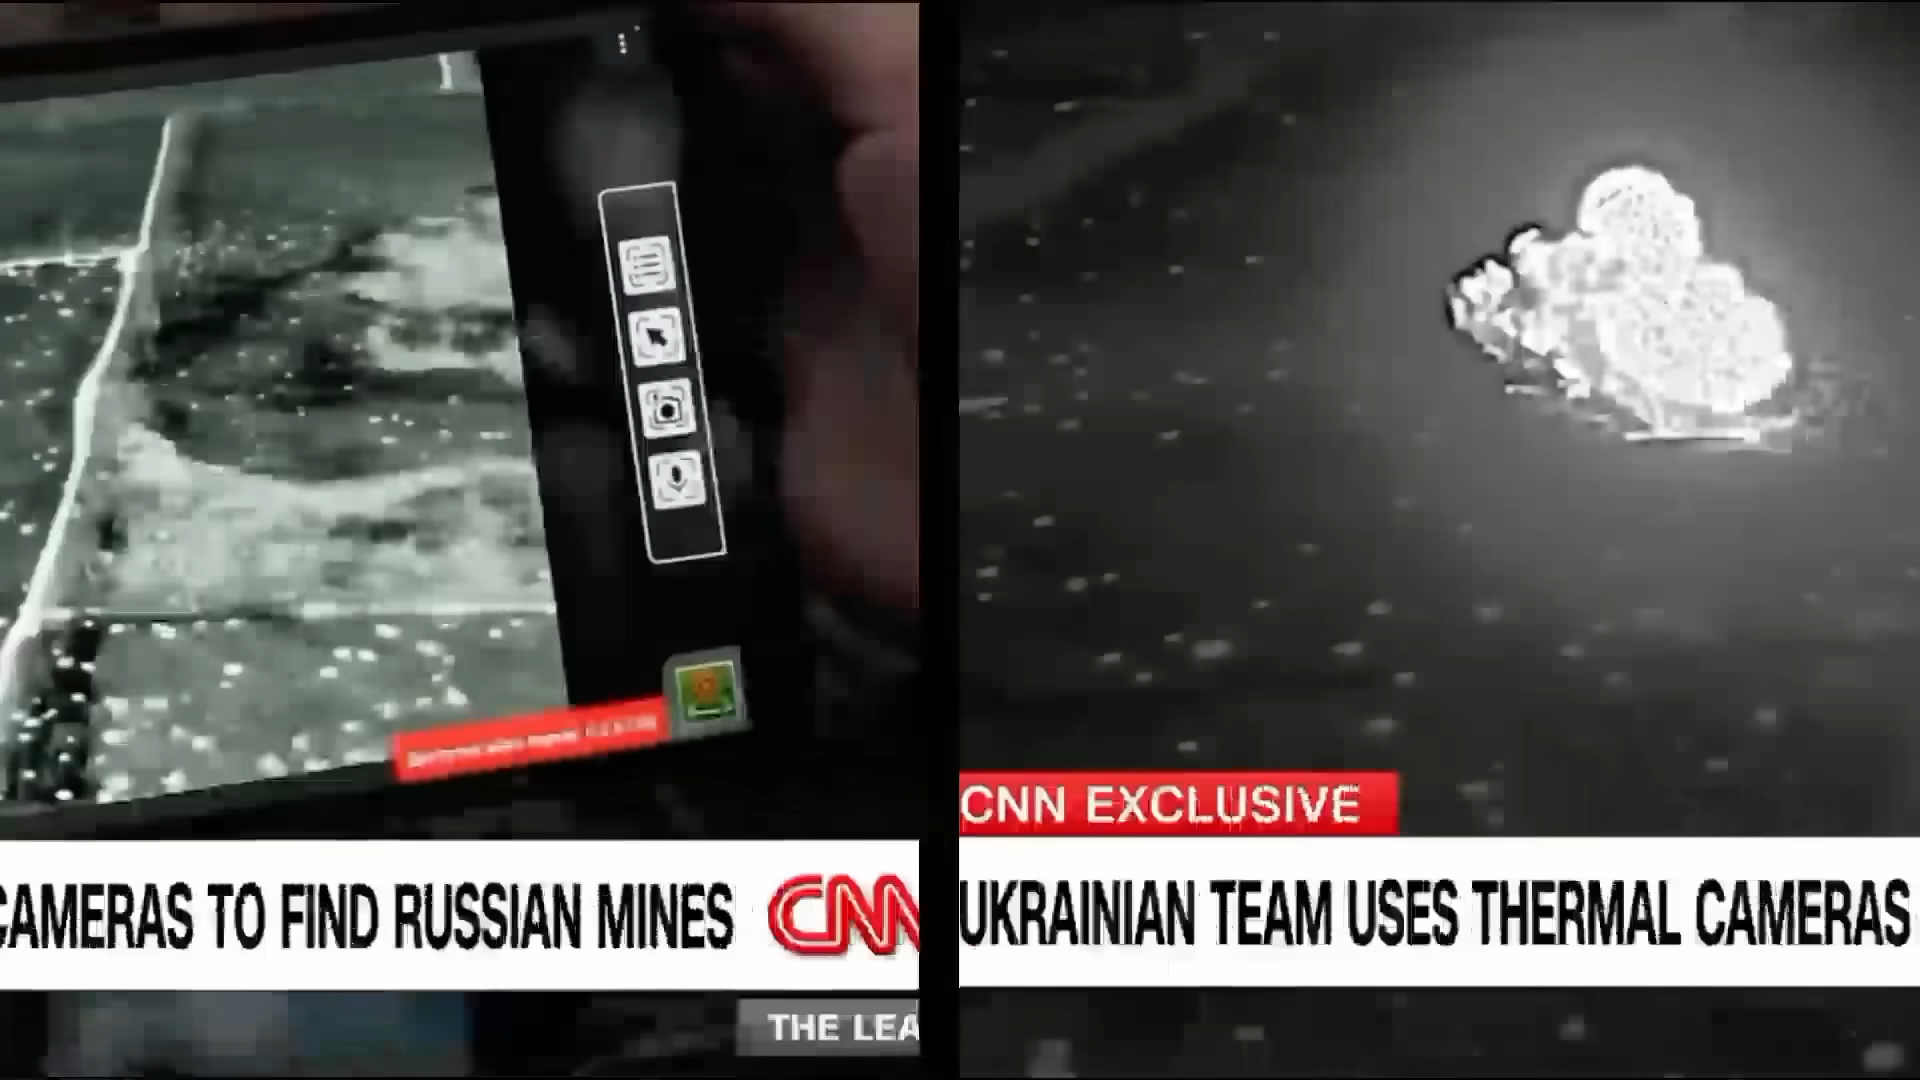 CAMERAS TO FIND RUSSIAN MINES
CNN
THE LEA
CNN EXCLUSIVE
UKRAINIAN TEAM USES THERMAL CAMERAS